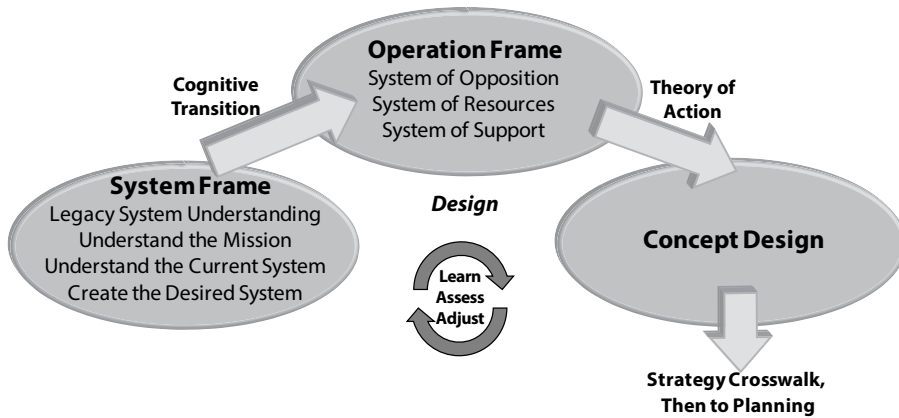 Operation Frame
System of Opposition
System of Resources
System of Support
Cognitive
Transition
Theory of
Action
System Frame
Legacy System Understanding
Understand the Mission
Understand the Current System
Create the Desired System
Design
Learn
Assess
Adjust
Concept Design
Strategy Crosswalk,
Then to Planning